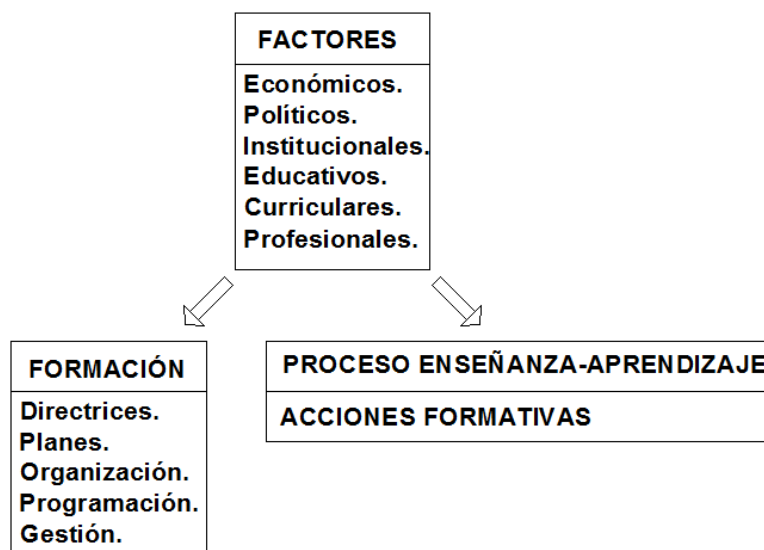 FACTORES
Económicos.
Políticos.
Institucionales.
Educativos.
Curriculares.
Profesionales.
FORMACIÓN
Directrices.
Planes.
Organización.
Programación.
Gestión.
PROCESO ENSEÑANZA-APRENDIZAJE
ACCIONES FORMATIVAS